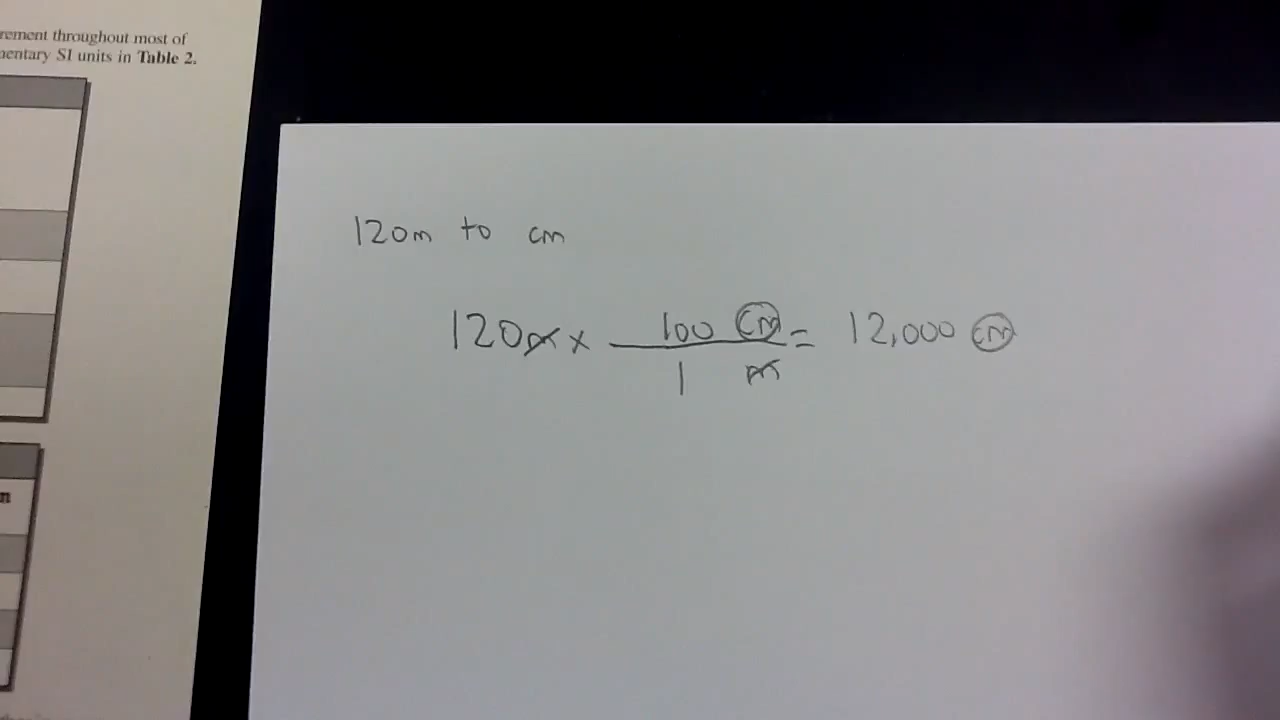 rement throughout most of
mentary SI units in Table 2.
120m to cm
120m x 100 cm / 1 m = 12,000 cm